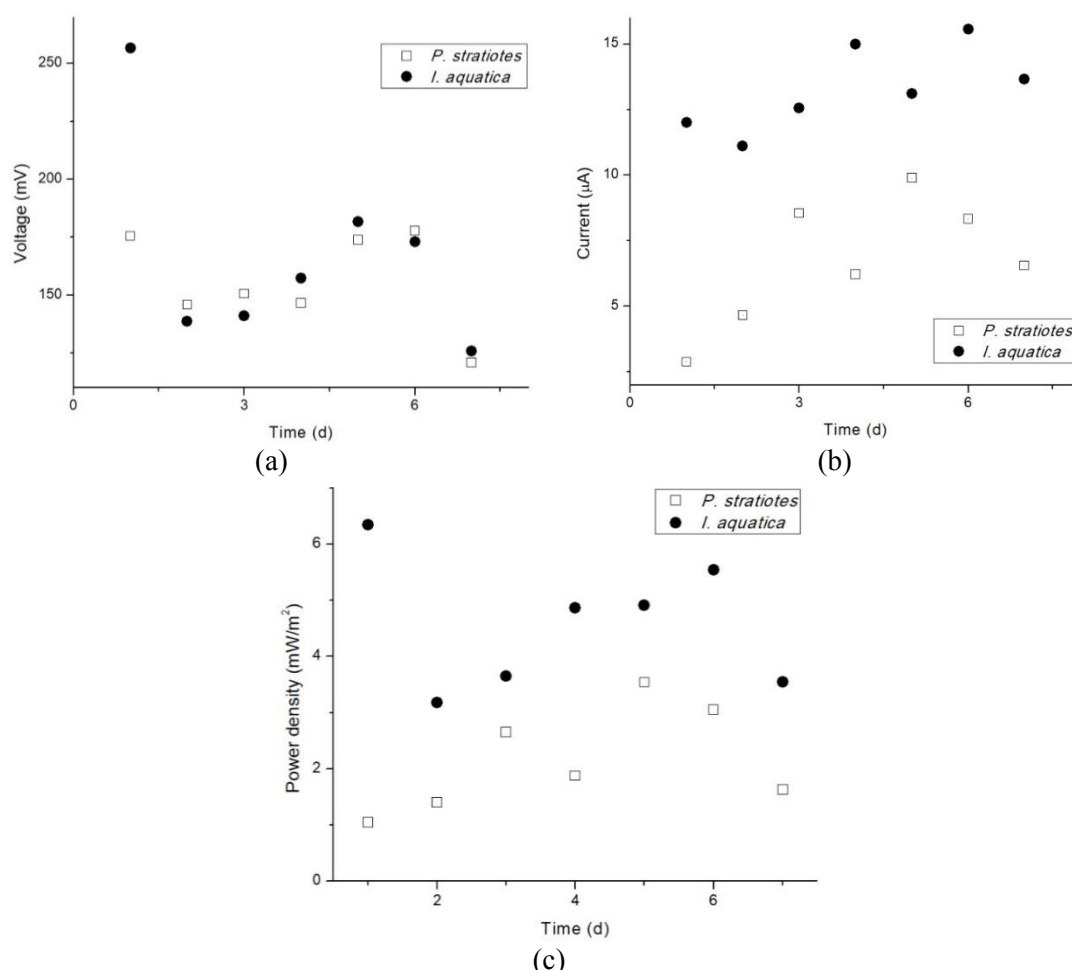 250
200
150
Voltage (mV)
0
3
6
Time (d)
P. stratiotes
I. aquatica
(a)
15
10
5
Current (µA)
0
3
6
Time (d)
P. stratiotes
I. aquatica
(b)
6
4
2
0
Power density (mW/m²)
2
4
6
Time (d)
P. stratiotes
I. aquatica
(c)